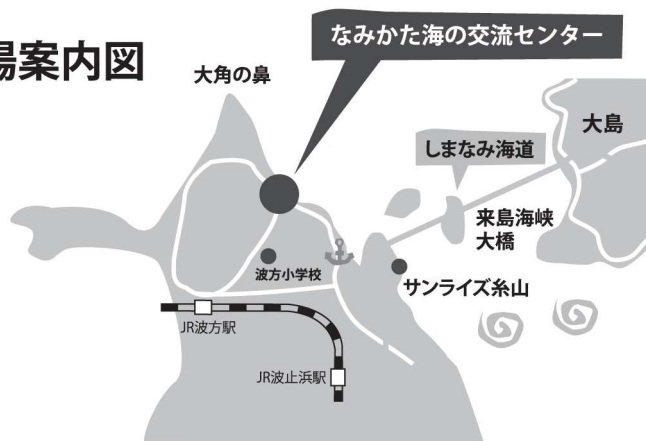 場案内図
なみかた海の交流センター
大角の鼻
大島
しまなみ海道
来島海峡
大橋
波方小学校
サンライズ糸山
JR波方駅
JR波止浜駅